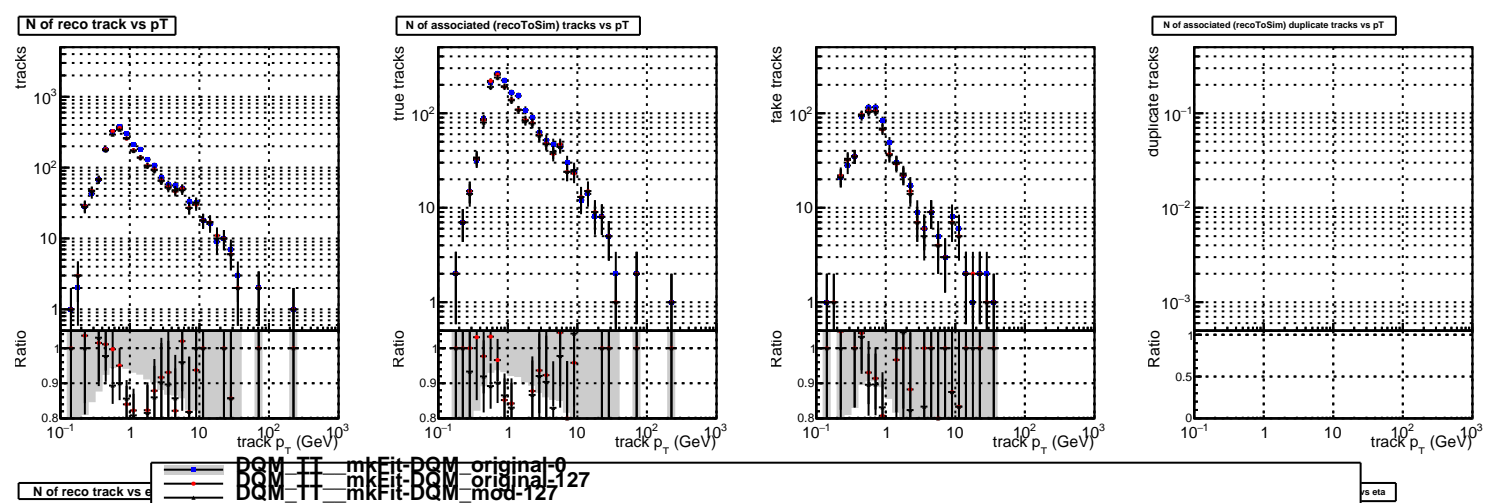 N of reco track vs pT
N of associated (recoToSim) tracks vs pT
N of associated (recoToSim) duplicate tracks vs pT
tracks
10³
10²
10
1
Ratio
1
0.9
0.8
10⁻¹ 1 10 10² 10³
track p_T (GeV)
true tracks
10²
10
1
Ratio
1
0.9
0.8
10⁻¹ 1 10 10² 10³
track p_T (GeV)
fake tracks
10²
10
1
Ratio
1
0.9
0.8
10⁻¹ 1 10 10² 10³
track p_T (GeV)
duplicate tracks
10⁻¹
10⁻²
10⁻³
Ratio
1
0.5
0
10⁻¹ 1 10 10² 10³
track p_T (GeV)
DQM_TT__mkFit-DQM_original-0
DQM_TT__mkFit-DQM_original-127
DQM_TT__mkFit-DQM_mod-127
N of reco track vs e
vs eta